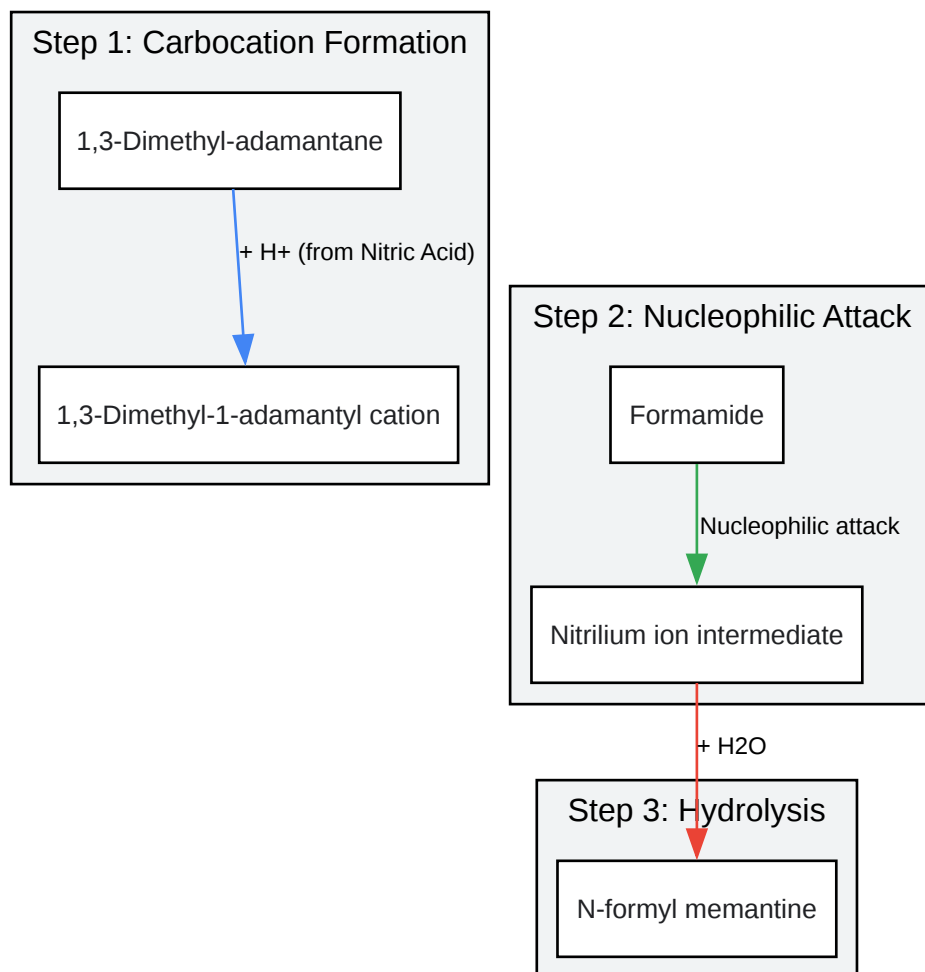 Step 1: Carbocation Formation
1,3-Dimethyl-adamantane
+ H+ (from Nitric Acid)
1,3-Dimethyl-1-adamantyl cation
Step 2: Nucleophilic Attack
Formamide
Nucleophilic attack
Nitrilium ion intermediate
+ H2O
Step 3: Hydrolysis
N-formyl memantine